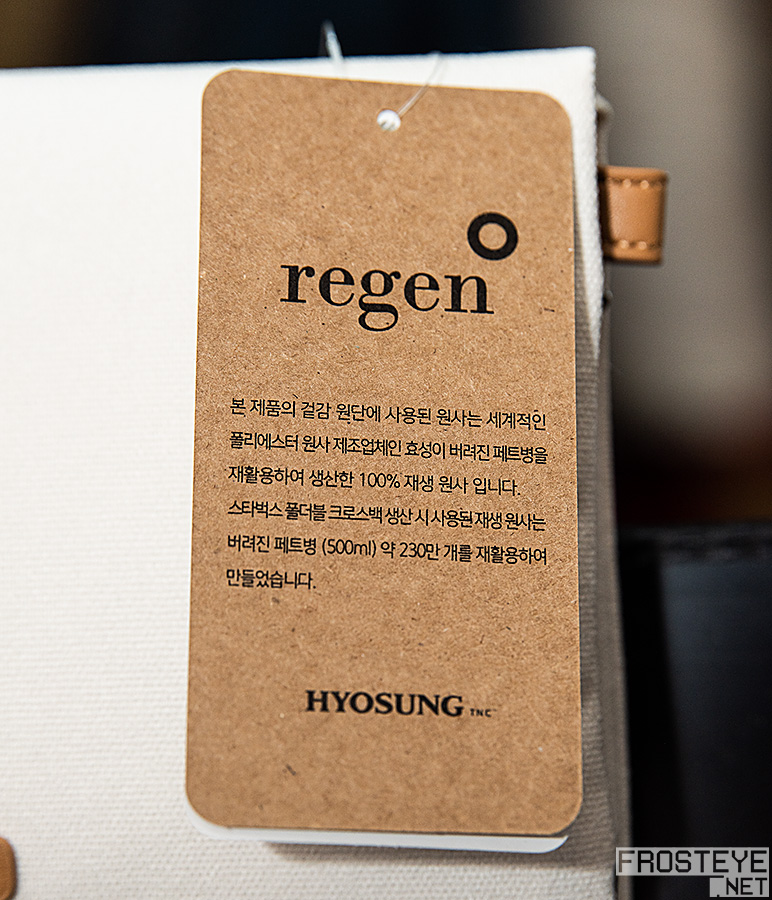 regen
본 제품의 겉감 원단에 사용된 원사는 세계적인
폴리에스터 원사 제조업체인 효성이 버려진 페트병을
재활용하여 생산한 100% 재생 원사 입니다.
스타벅스 폴더블 크로스백 생산 시 사용된 재생 원사는
버려진 페트병 (500ml) 약 230만 개를 재활용하여
만들었습니다.
HYOSUNG TNC
FROSTEYE
.NET